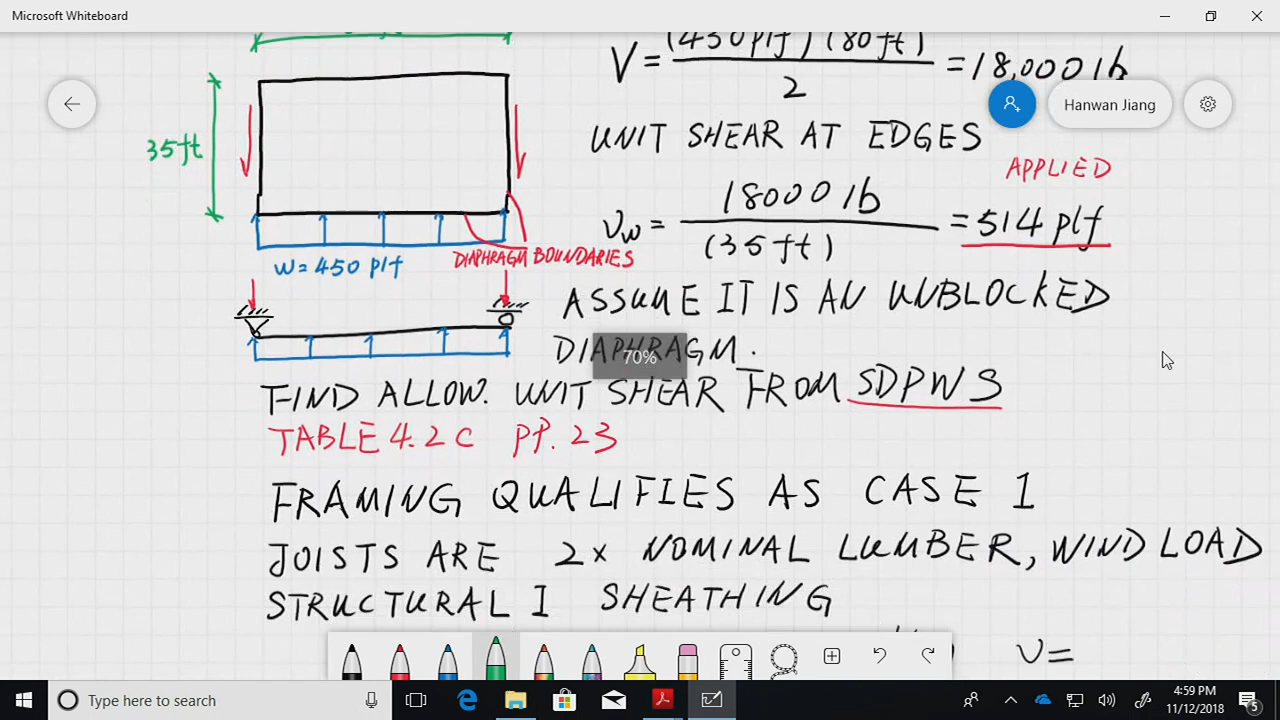 Microsoft Whiteboard
V = (450 plf) (80 ft) / 2 = 18,000 lb
Hanwan Jiang
35 ft
UNIT SHEAR AT EDGES
APPLIED
νw = 18000 lb / (35 ft) = 514 plf
DIAPHRAGM BOUNDARIES
w = 450 plf
ASSUME IT IS AN UNBLOCKED
DIAPHRAGM.
70%
FIND ALLOW. UNIT SHEAR FROM SDPWS
TABLE 4.2C PP. 23
FRAMING QUALIFIES AS CASE 1
JOISTS ARE 2x NOMINAL LUMBER, WIND LOAD
STRUCTURAL I SHEATHING
ν=
Type here to search
4:59 PM
11/12/2018
5